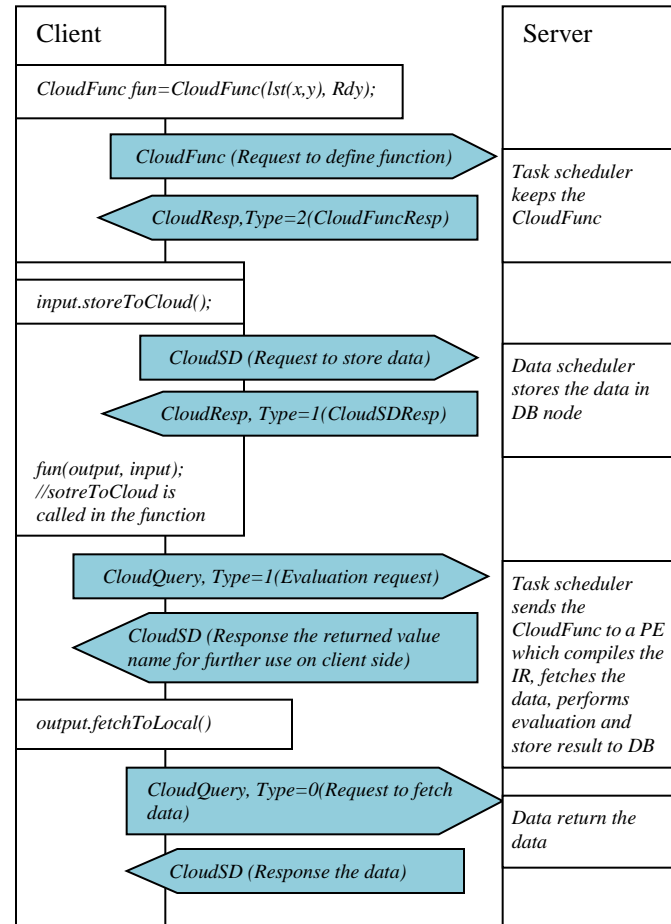 Client
Server
CloudFunc fun=CloudFunc(lst(x,y), Rdy);
CloudFunc (Request to define function)
Task scheduler
keeps the
CloudFunc
CloudResp,Type=2(CloudFuncResp)
input.storeToCloud();
CloudSD (Request to store data)
Data scheduler
stores the data in
DB node
CloudResp, Type=1(CloudSDResp)
fun(output, input);
//sotreToCloud is
called in the function
CloudQuery, Type=1(Evaluation request)
Task scheduler
sends the
CloudFunc to a PE
which compiles the
IR, fetches the
data, performs
evaluation and
store result to DB
CloudSD (Response the returned value
name for further use on client side)
output.fetchToLocal()
CloudQuery, Type=0(Request to fetch
data)
Data return the
data
CloudSD (Response the data)